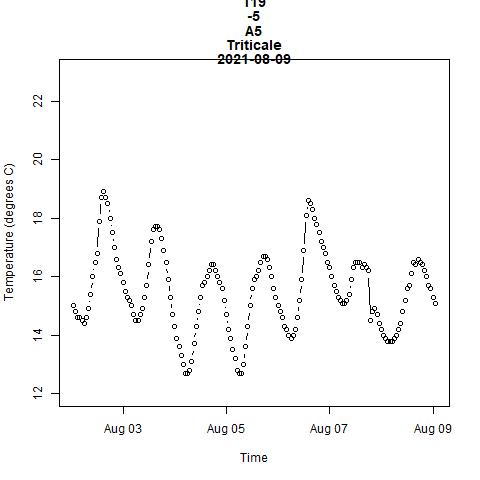 T19
-5
A5
Triticale
2021-08-09
Temperature (degrees C)
22
20
18
16
14
12
Aug 03
Aug 05
Aug 07
Aug 09
Time